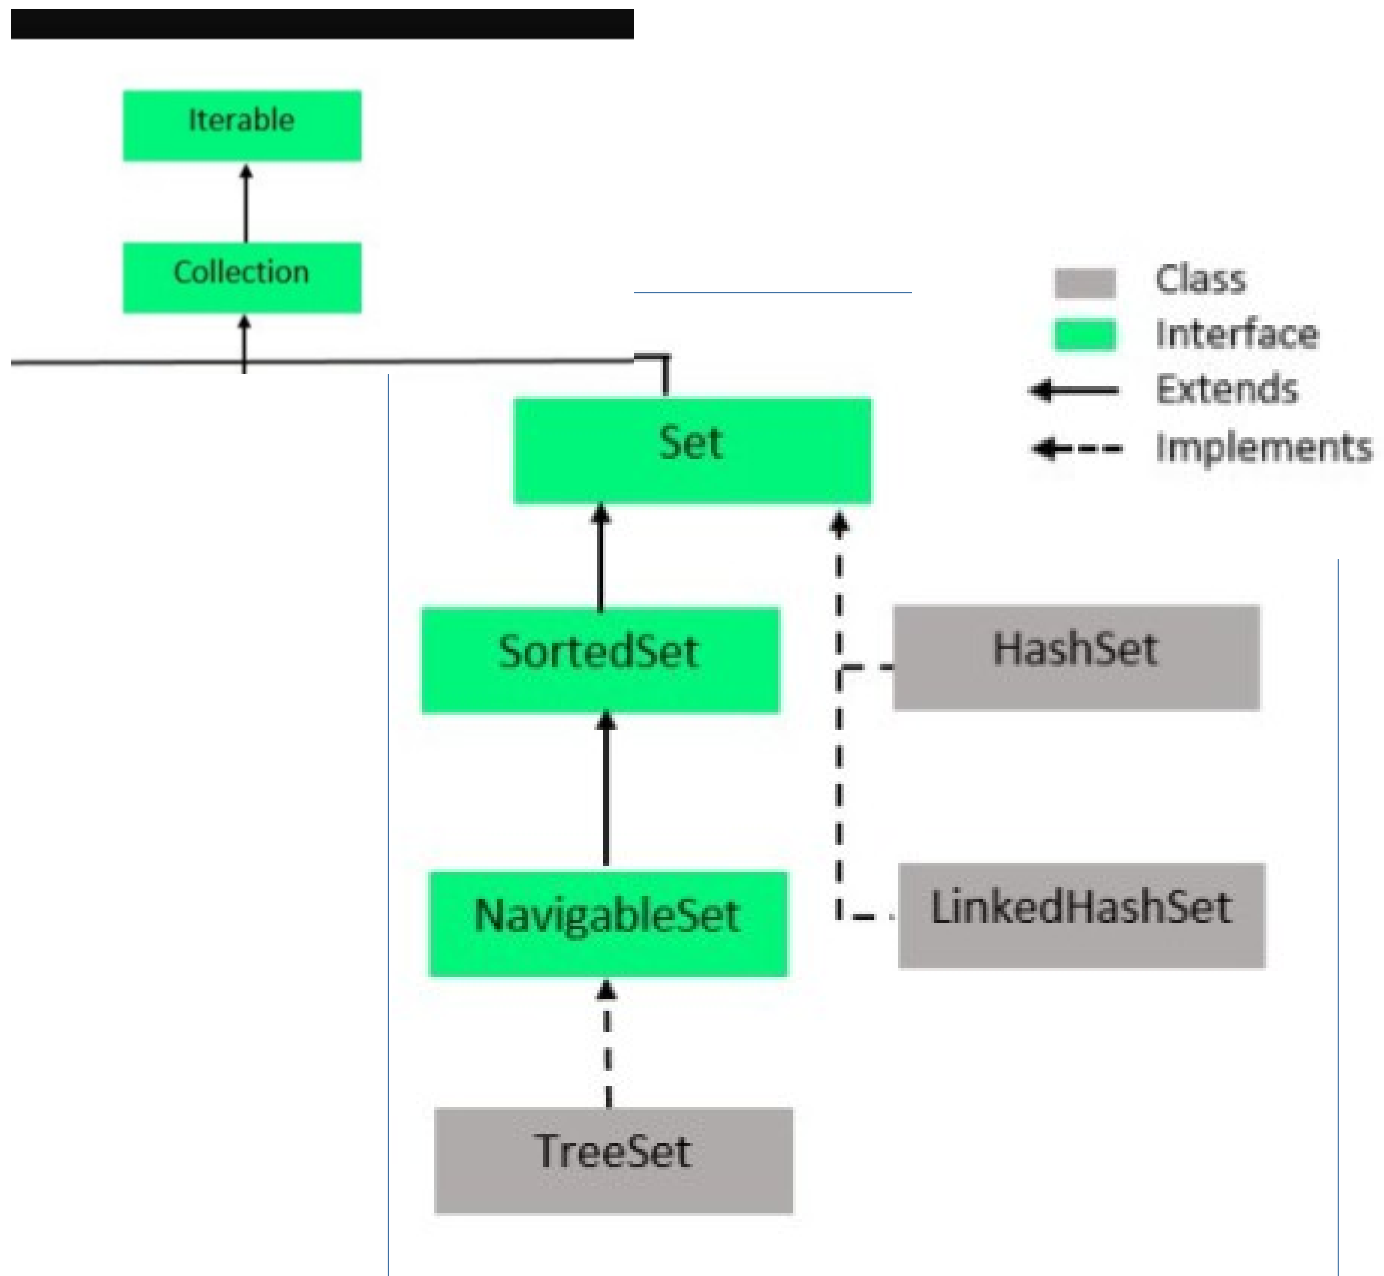 Iterable
Collection
Class
Interface
Extends
Implements
Set
SortedSet
HashSet
NavigableSet
LinkedHashSet
TreeSet